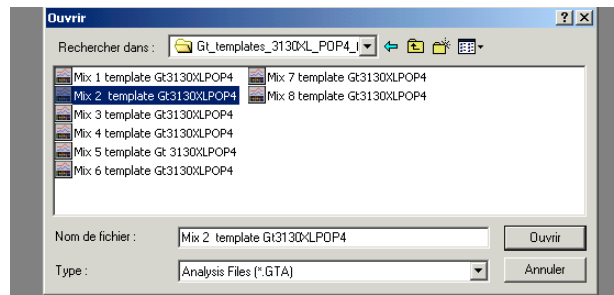 Ouvrir
Rechercher dans :
Gt_templates_3130XL_POP4_
Mix 1 template Gt3130XLPOP4
Mix 2 template Gt3130XLPOP4
Mix 3 template Gt3130XLPOP4
Mix 4 template Gt3130XLPOP4
Mix 5 template Gt 3130XLPOP4
Mix 6 template Gt3130XLPOP4
Mix 7 template Gt3130XLPOP4
Mix 8 template Gt3130XLPOP4
Nom de fichier :
Mix 2 template Gt3130XLPOP4
Ouvrir
Type :
Analysis Files (*.GTA)
Annuler